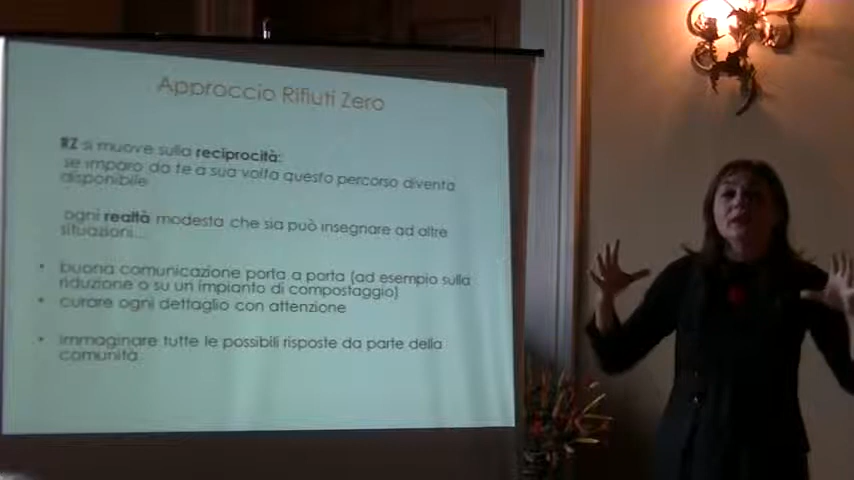 Approccio Rifiuti Zero
RZ si muove sulla reciprocità:
se imparo da te a sua volta questo percorso diventa
disponibile
ogni realtà modesta che sia può insegnare ad altre
situazioni...
• buona comunicazione porta a porta (ad esempio sulla
riduzione o su un impianto di compostaggio)
• curare ogni dettaglio con attenzione
• immaginare tutte le possibili risposte da parte della
comunità